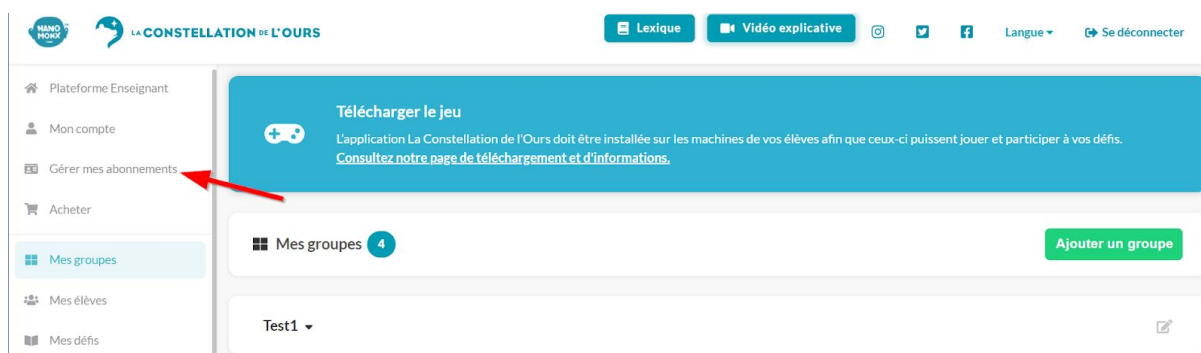 NANO
MONX
LA CONSTELLATION DE L'OURS
Lexique
Vidéo explicative
Langue
Se déconnecter
Plateforme Enseignant
Mon compte
Gérer mes abonnements
Acheter
Mes groupes
Mes élèves
Mes défis
Télécharger le jeu
L'application La Constellation de l'Ours doit être installée sur les machines de vos élèves afin que ceux-ci puissent jouer et participer à vos défis.
Consultez notre page de téléchargement et d'informations.
Mes groupes 4
Ajouter un groupe
Test1